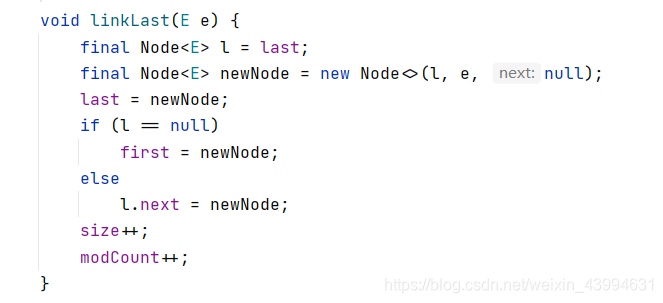 void linkLast(E e) {
    final Node<E> l = last;
    final Node<E> newNode = new Node<>(l, e, next: null);
    last = newNode;
    if (l == null)
        first = newNode;
    else
        l.next = newNode;
    size++;
    modCount++;
}
https://blog.csdn.net/weixin_43994631